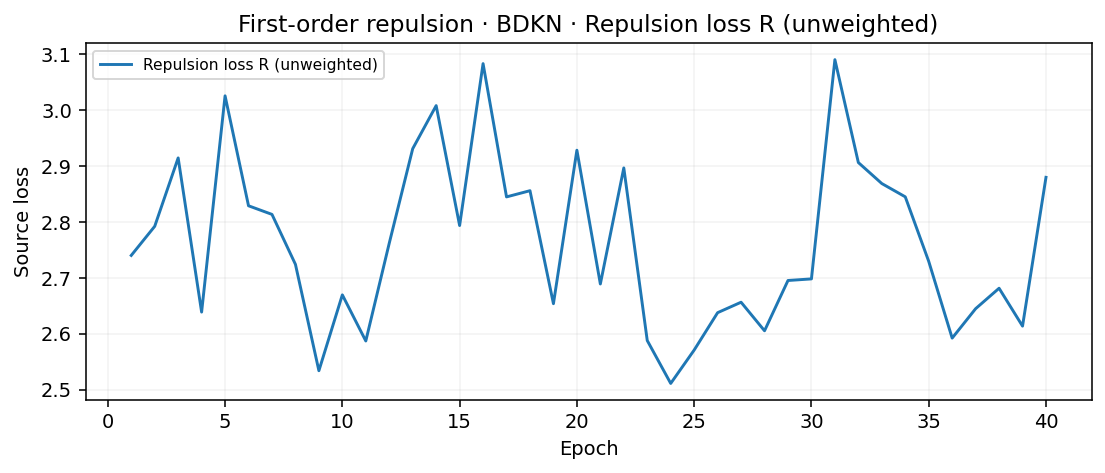 First-order repulsion · BDKN · Repulsion loss R (unweighted)
Repulsion loss R (unweighted)
Source loss
3.1
3.0
2.9
2.8
2.7
2.6
2.5
0 5 10 15 20 25 30 35 40
Epoch